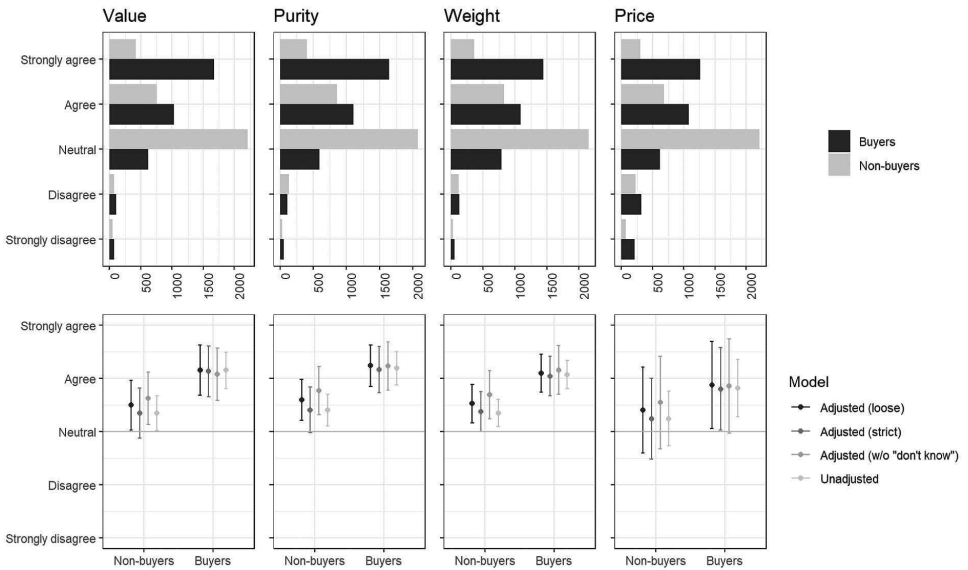 Value Purity Weight Price
Strongly agree
Agree
Neutral
Disagree
Strongly disagree
0 500 1000 1500 2000 0 500 1000 1500 2000 0 500 1000 1500 2000 0 500 1000 1500 2000
Buyers
Non-buyers
Strongly agree
Agree
Neutral
Disagree
Strongly disagree
Non-buyers Buyers Non-buyers Buyers Non-buyers Buyers Non-buyers Buyers
Model
Adjusted (loose)
Adjusted (strict)
Adjusted (w/o "don't know")
Unadjusted